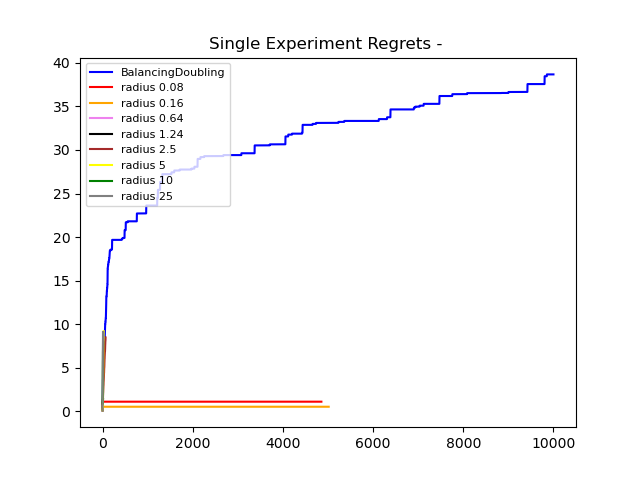 Single Experiment Regrets -
40
35
30
25
20
15
10
5
0
BalancingDoubling
radius 0.08
radius 0.16
radius 0.64
radius 1.24
radius 2.5
radius 5
radius 10
radius 25
0 2000 4000 6000 8000 10000